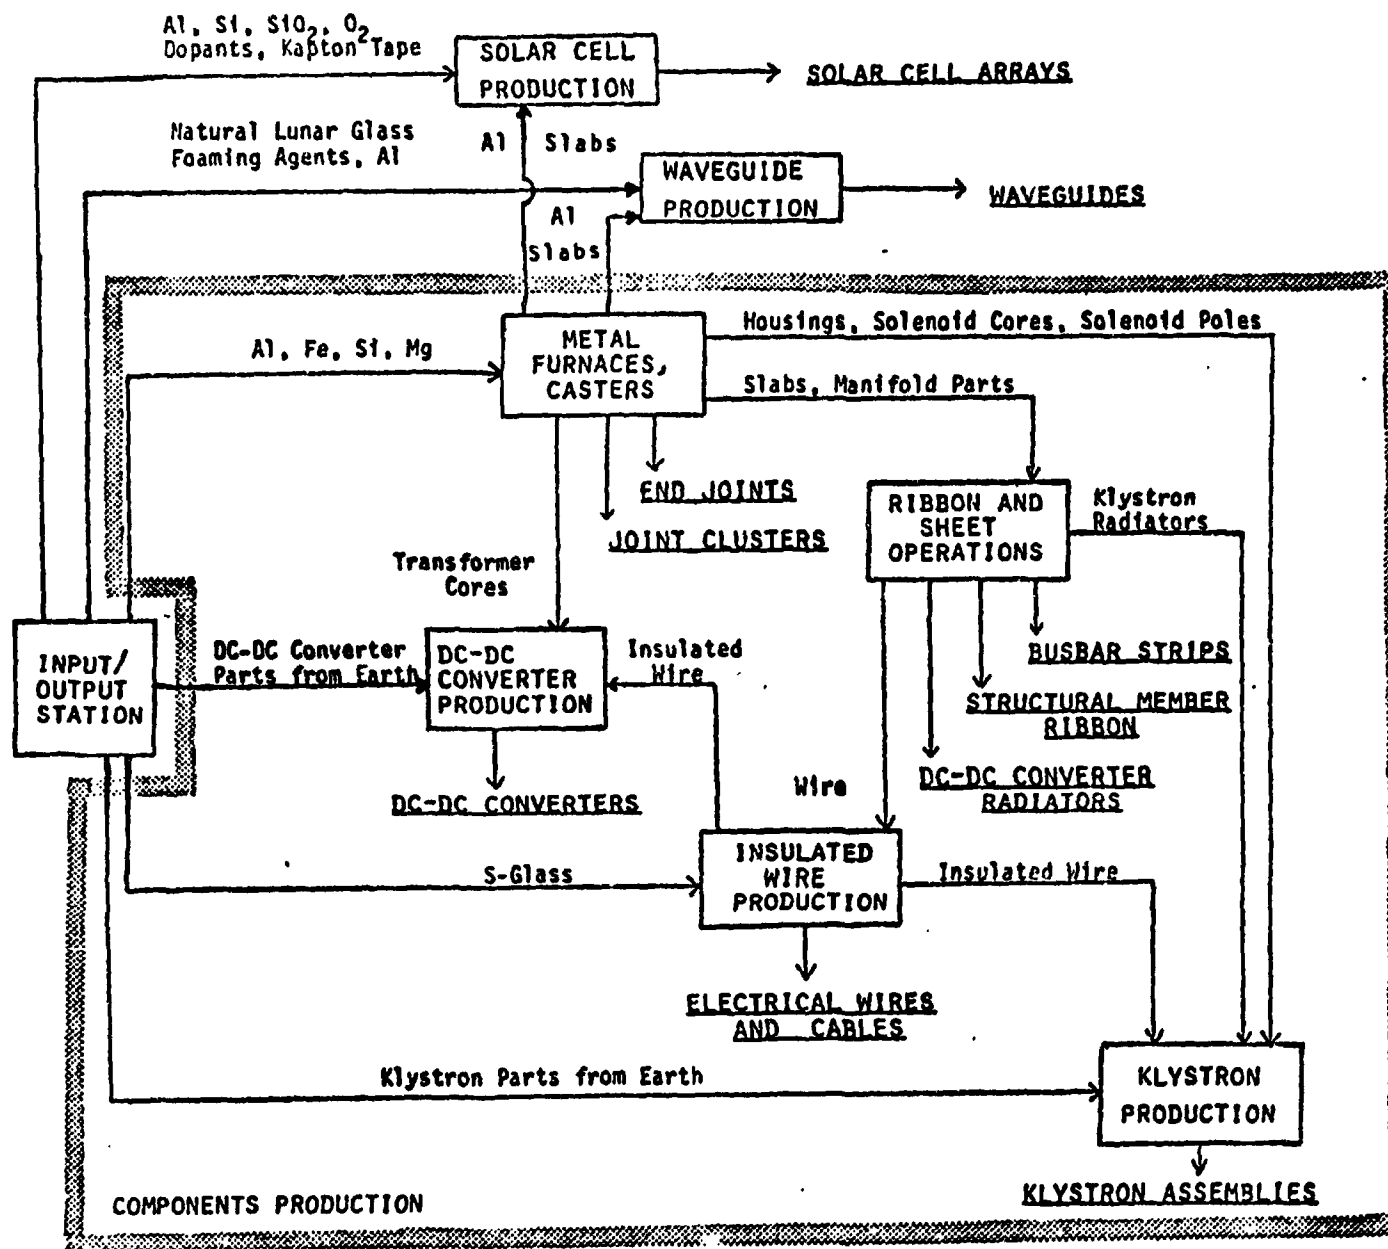 Al, Si, SiO2, O2
Dopants, Kapton Tape
SOLAR CELL
PRODUCTION
SOLAR CELL ARRAYS
Natural Lunar Glass
Foaming Agents, Al
Al Slabs
WAVEGUIDE
PRODUCTION
WAVEGUIDES
Al
Slabs
Al, Fe, Si, Mg
METAL
FURNACES,
CASTERS
Housings, Solenoid Cores, Solenoid Poles
Slabs, Manifold Parts
END JOINTS
JOINT CLUSTERS
RIBBON AND
SHEET
OPERATIONS
Klystron
Radiators
Transformer
Cores
INPUT/
OUTPUT
STATION
DC-DC Converter
Parts from Earth
DC-DC
CONVERTER
PRODUCTION
Insulated
Wire
BUSBAR STRIPS
STRUCTURAL MEMBER
RIBBON
DC-DC CONVERTER
RADIATORS
DC-DC CONVERTERS
Wire
S-Glass
INSULATED
WIRE
PRODUCTION
Insulated Wire
ELECTRICAL WIRES
AND CABLES
Klystron Parts from Earth
KLYSTRON
PRODUCTION
KLYSTRON ASSEMBLIES
COMPONENTS PRODUCTION